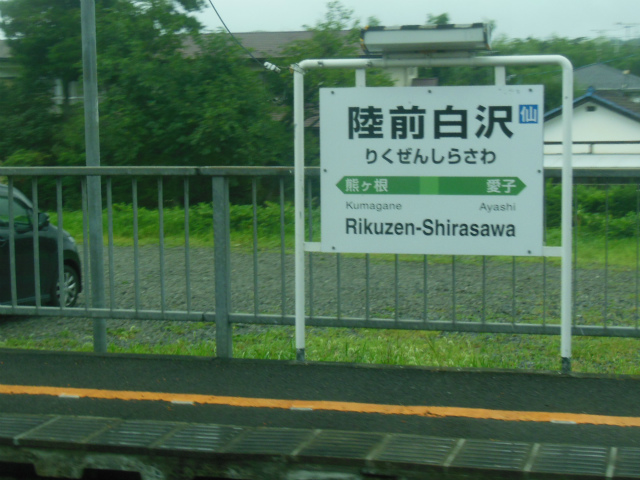 陸前白沢 仙
りくぜんしらさわ
熊ヶ根 愛子
Kumagane Ayashi
Rikuzen-Shirasawa